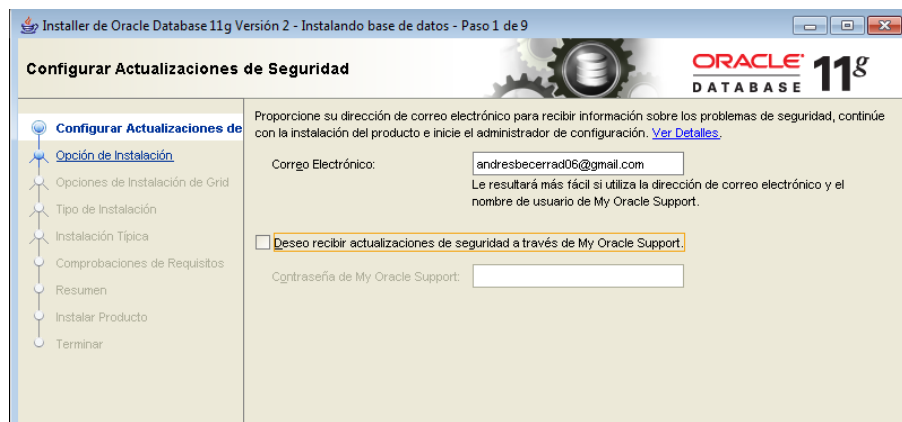 Installer de Oracle Database 11g Versión 2 - Instalando base de datos - Paso 1 de 9
Configurar Actualizaciones de Seguridad
ORACLE DATABASE 11g
Configurar Actualizaciones de
Opción de Instalación
Opciones de Instalación de Grid
Tipo de Instalación
Instalación Típica
Comprobaciones de Requisitos
Resumen
Instalar Producto
Terminar
Proporcione su dirección de correo electrónico para recibir información sobre los problemas de seguridad, continúe
con la instalación del producto e inicie el administrador de configuración. Ver Detalles.
Correo Electrónico: andresbecerrad06@gmail.com
Le resultará más fácil si utiliza la dirección de correo electrónico y el
nombre de usuario de My Oracle Support.
Deseo recibir actualizaciones de seguridad a través de My Oracle Support.
Contraseña de My Oracle Support: